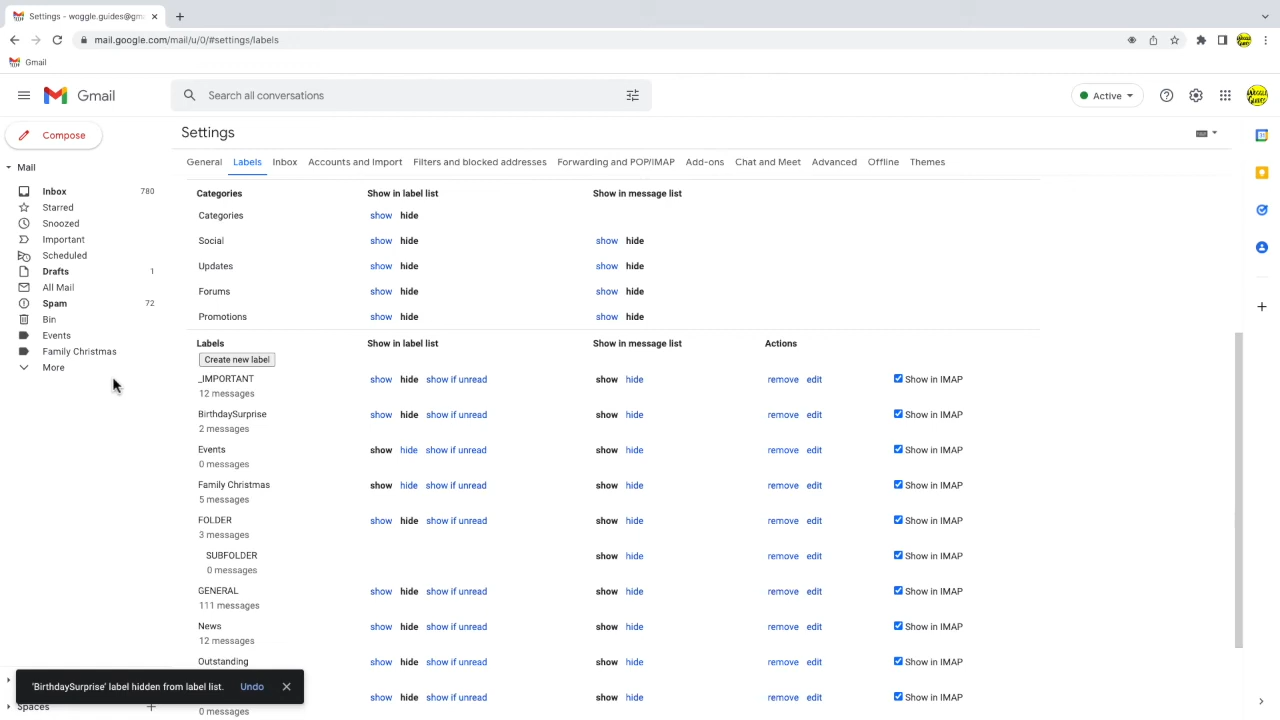 Settings - woggle.guides@gm
mail.google.com/mail/u/0/#settings/labels
Gmail
Gmail
Search all conversations
Active
Compose
Settings
General Labels Inbox Accounts and Import Filters and blocked addresses Forwarding and POP/IMAP Add-ons Chat and Meet Advanced Offline Themes
Mail
Inbox 780
Starred
Snoozed
Important
Scheduled
Drafts 1
All Mail
Spam 72
Bin
Events
Family Christmas
More
Categories Show in label list Show in message list
Categories show hide
Social show hide show hide
Updates show hide show hide
Forums show hide show hide
Promotions show hide show hide
Labels Show in label list Show in message list Actions
Create new label
_IMPORTANT show hide show if unread show hide remove edit Show in IMAP
12 messages
BirthdaySurprise show hide show if unread show hide remove edit Show in IMAP
2 messages
Events show hide show if unread show hide remove edit Show in IMAP
0 messages
Family Christmas show hide show if unread show hide remove edit Show in IMAP
5 messages
FOLDER show hide show if unread show hide remove edit Show in IMAP
3 messages
SUBFOLDER show hide remove edit Show in IMAP
0 messages
GENERAL show hide show if unread show hide remove edit Show in IMAP
111 messages
News show hide show if unread show hide remove edit Show in IMAP
12 messages
Outstanding show hide show if unread show hide remove edit Show in IMAP
show hide show if unread show hide remove edit Show in IMAP
0 messages
'BirthdaySurprise' label hidden from label list. Undo
Spaces